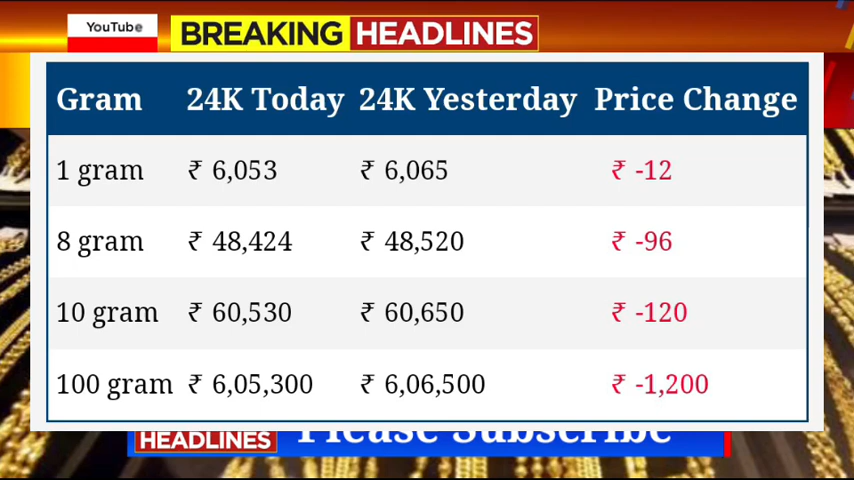 YouTube
BREAKING HEADLINES
Gram 24K Today 24K Yesterday Price Change
1 gram ₹ 6,053 ₹ 6,065 ₹ -12
8 gram ₹ 48,424 ₹ 48,520 ₹ -96
10 gram ₹ 60,530 ₹ 60,650 ₹ -120
100 gram ₹ 6,05,300 ₹ 6,06,500 ₹ -1,200
HEADLINES Please Subscribe